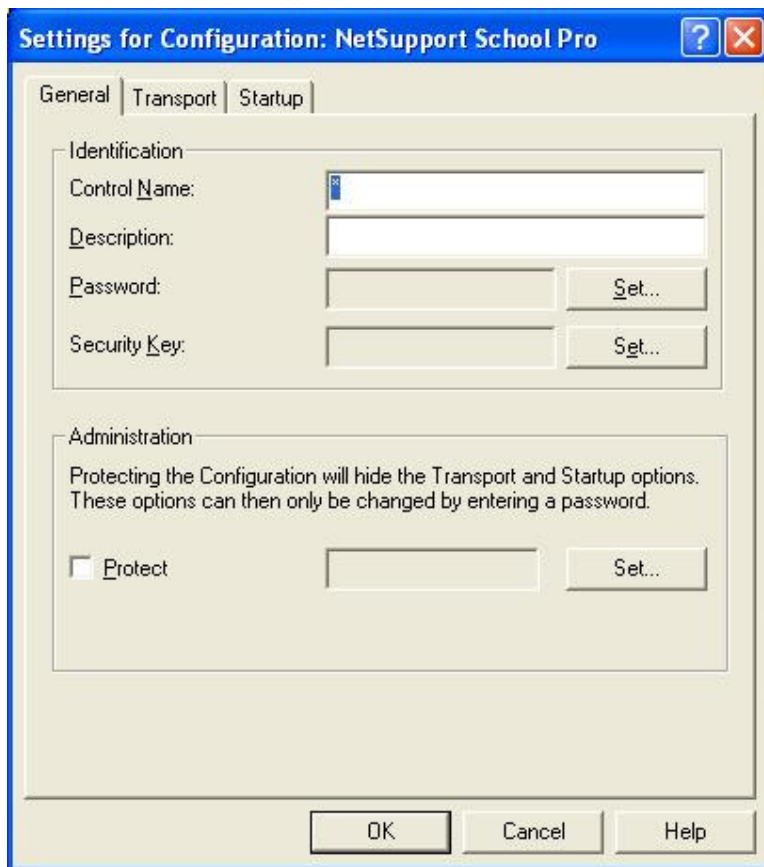 Settings for Configuration: NetSupport School Pro
General Transport Startup
Identification
Control Name: *
Description:
Password: Set...
Security Key: Set...
Administration
Protecting the Configuration will hide the Transport and Startup options.
These options can then only be changed by entering a password.
Protect Set...
OK Cancel Help